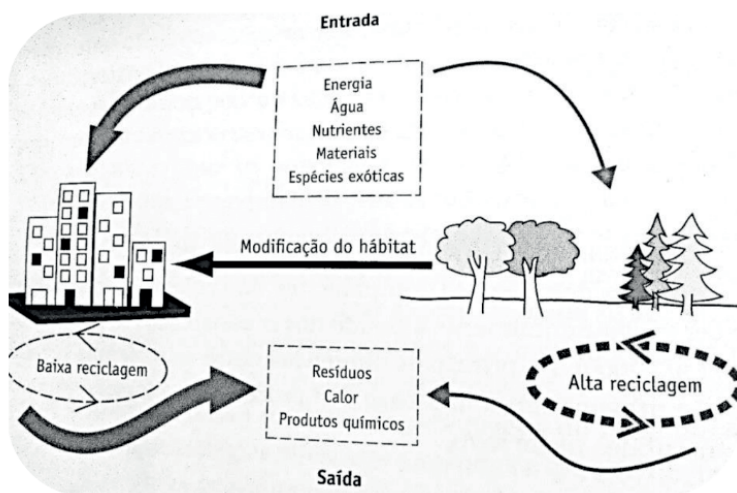 Entrada
Energia
Água
Nutrientes
Materiais
Espécies exóticas
Modificação do hábitat
Baixa reciclagem
Resíduos
Calor
Produtos químicos
Alta reciclagem
Saída